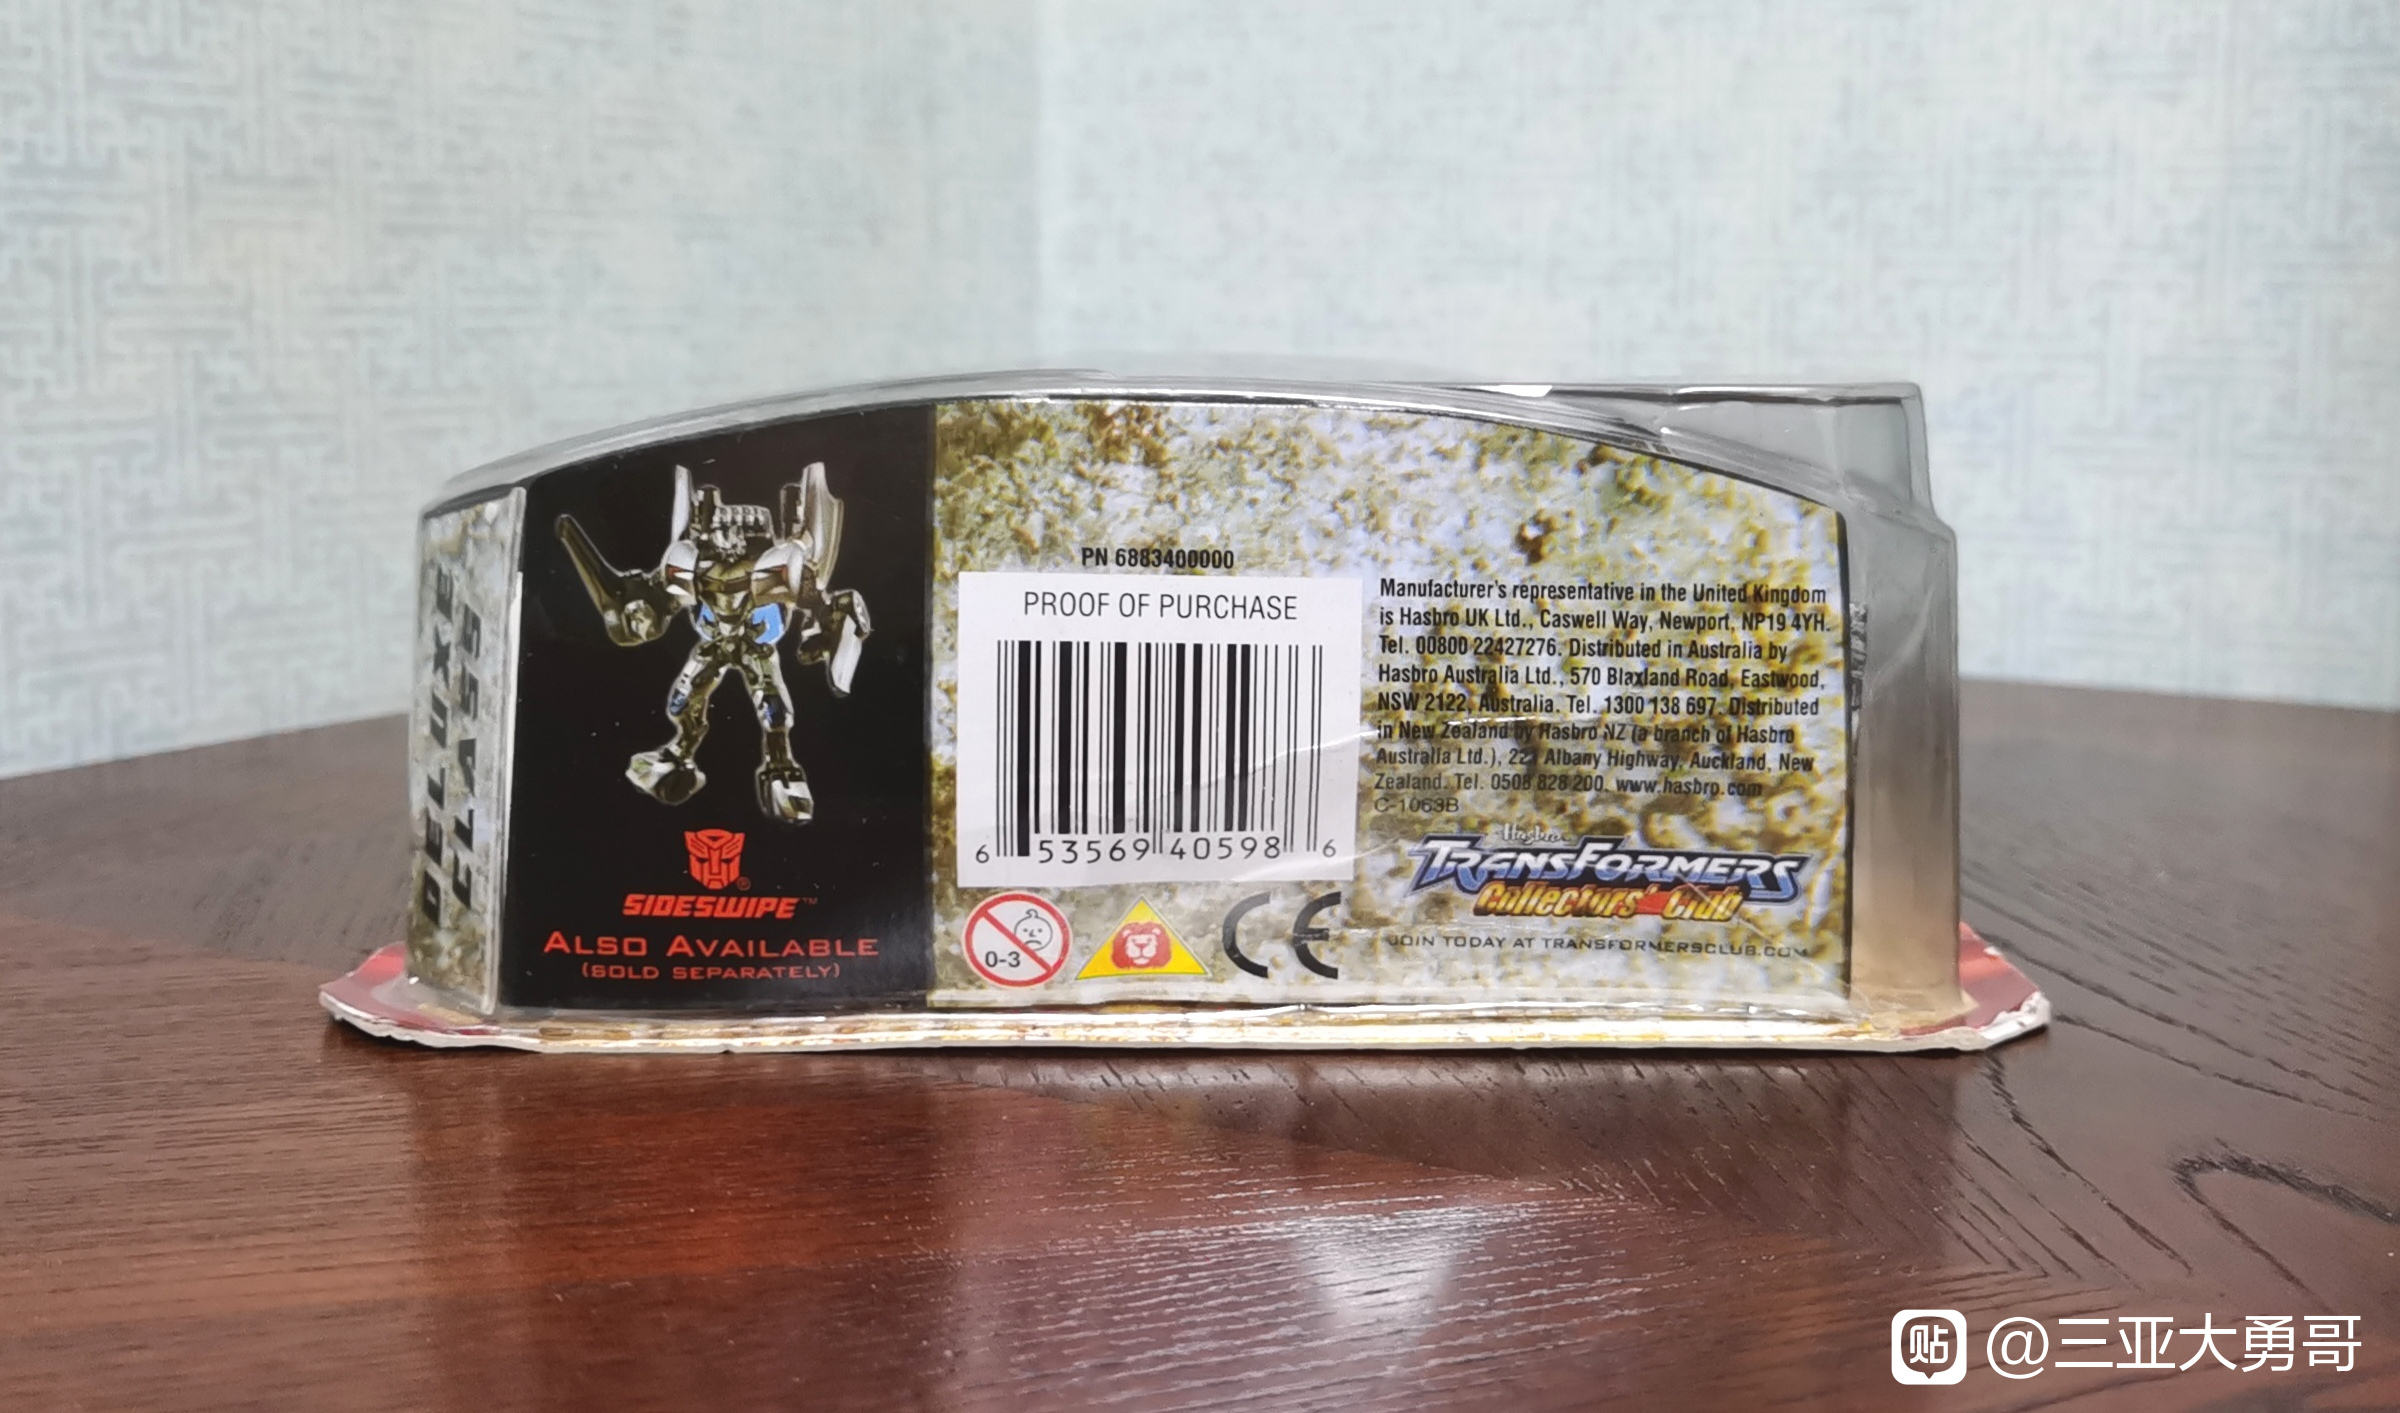 DELUXE
CLASS
SIDESWIPE™
ALSO AVAILABLE
(SOLD SEPARATELY)
PN 6883400000
PROOF OF PURCHASE
6 53569 40598 6
0-3
CE
Manufacturer's representative in the United Kingdom
is Hasbro UK Ltd., Caswell Way, Newport, NP19 4YH.
Tel. 00800 22427276. Distributed in Australia by
Hasbro Australia Ltd., 570 Blaxland Road, Eastwood,
NSW 2122, Australia. Tel. 1300 138 697. Distributed
in New Zealand by Hasbro NZ (a branch of Hasbro
Australia Ltd.), 221 Albany Highway, Auckland, New
Zealand. Tel. 0508 828 200. www.hasbro.com
C-1063B
Hasbro
TRANSFORMERS
Collectors' Club
JOIN TODAY AT TRANSFORMERSCLUB.COM
贴 @三亚大勇哥